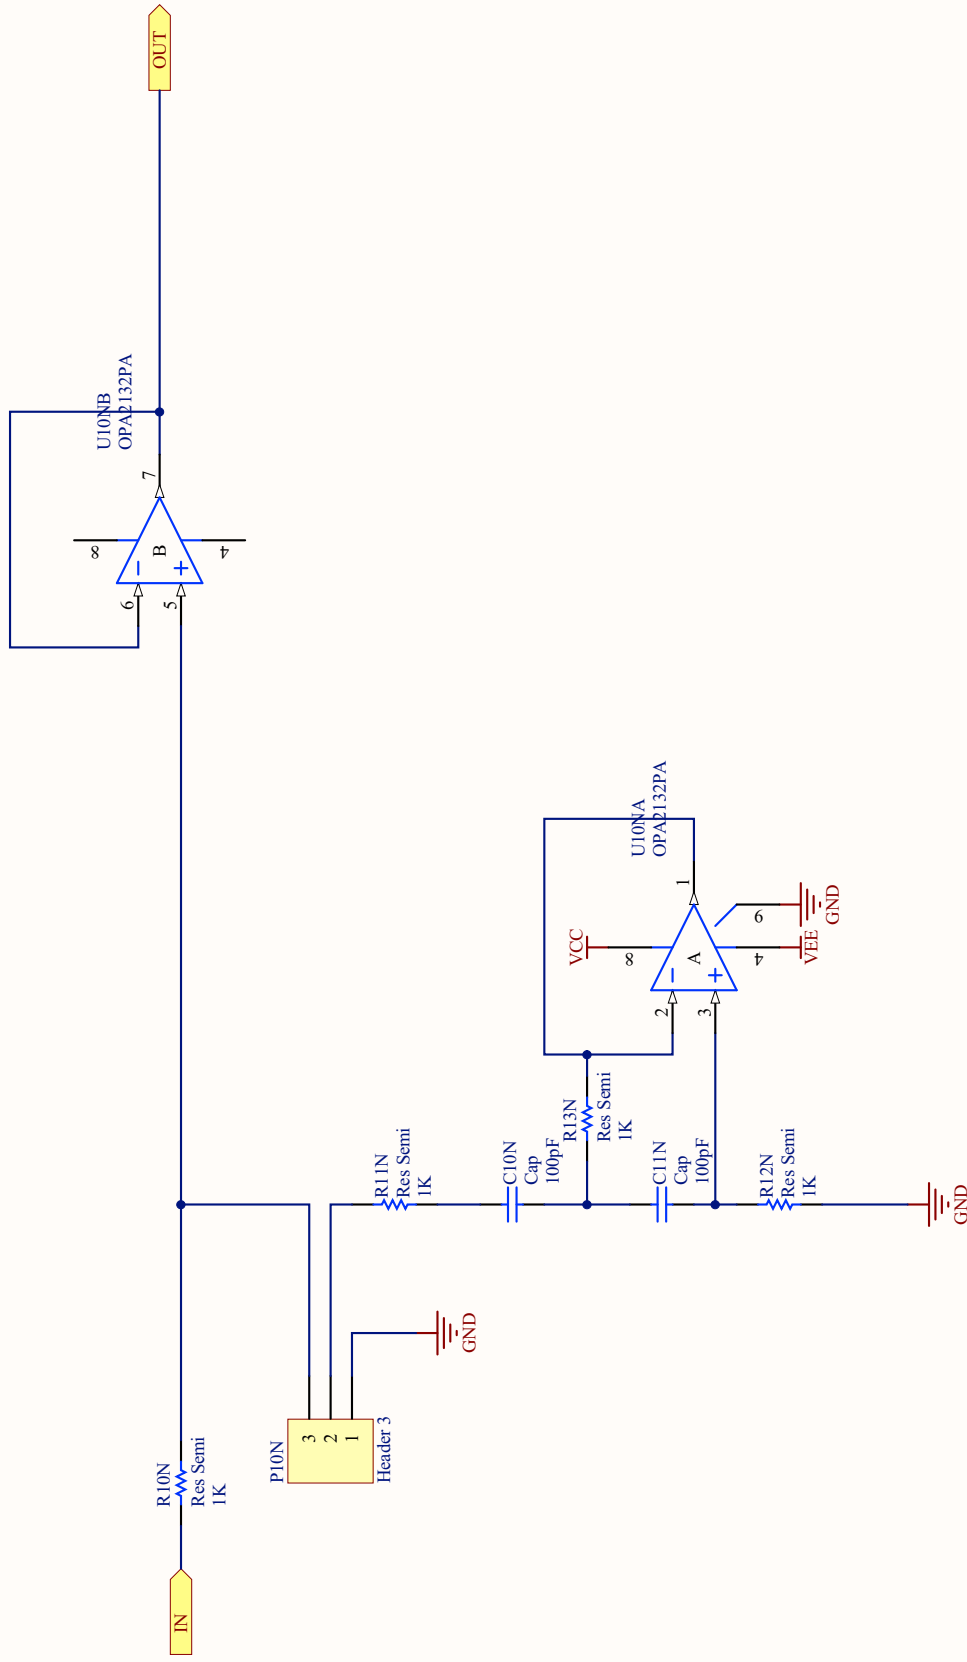 OUT
U10NB
OPA2132PA
7
8
B
4
6
5
U10NA
OPA2132PA
1
VCC
8
A
6
GND
4
VEE
2
3
R13N
Res Semi
1K
R11N
Res Semi
1K
C10N
Cap
100pF
C11N
Cap
100pF
R12N
Res Semi
1K
GND
GND
P10N
3
2
1
Header 3
R10N
Res Semi
1K
IN